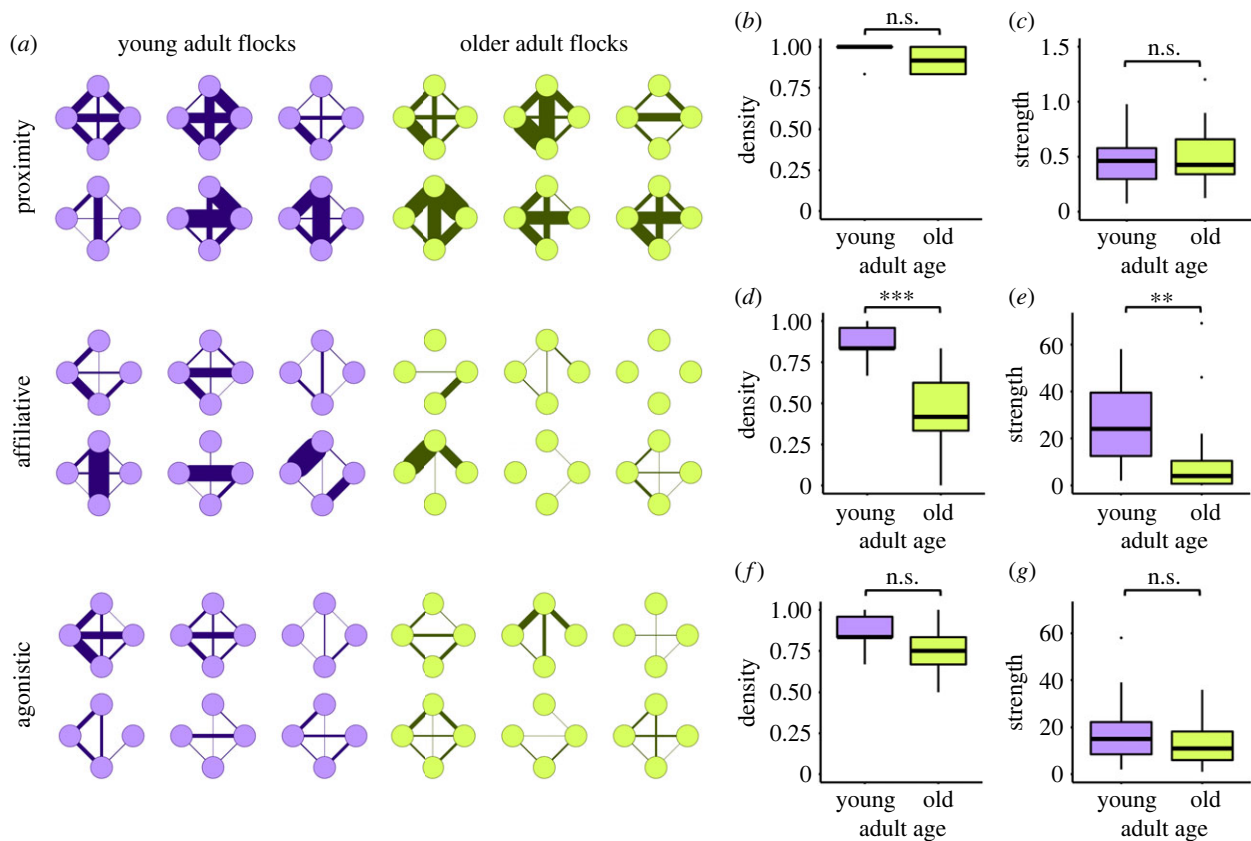 (a) young adult flocks older adult flocks
proximity
affiliative
agonistic
(b) n.s.
1.00
0.75
0.50
0.25
0
density
young old
adult age
(c) n.s.
1.5
1.0
0.5
0
strength
young old
adult age
(d) ***
1.00
0.75
0.50
0.25
0
density
young old
adult age
(e) **
60
40
20
0
strength
young old
adult age
(f) n.s.
1.00
0.75
0.50
0.25
0
density
young old
adult age
(g) n.s.
60
40
20
0
strength
young old
adult age